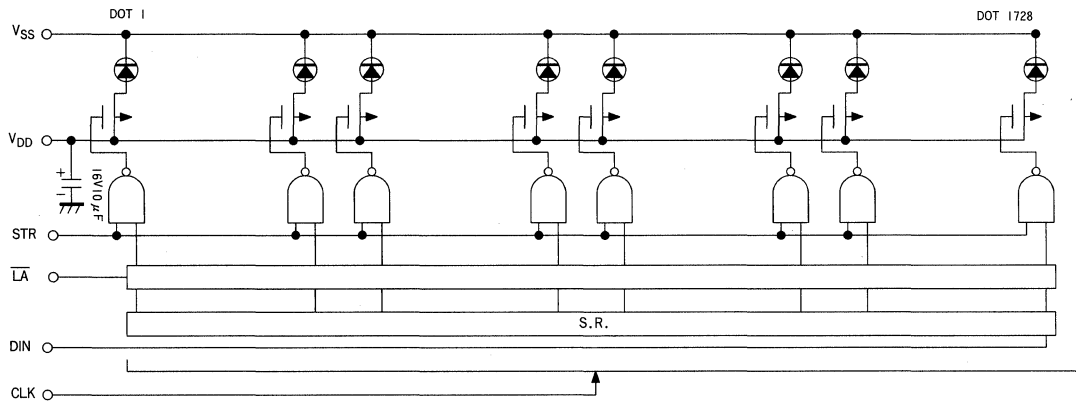 DOT 1
DOT 1728
VSS
VDD
+
-
16V10μF
STR
LA
S.R.
DIN
CLK